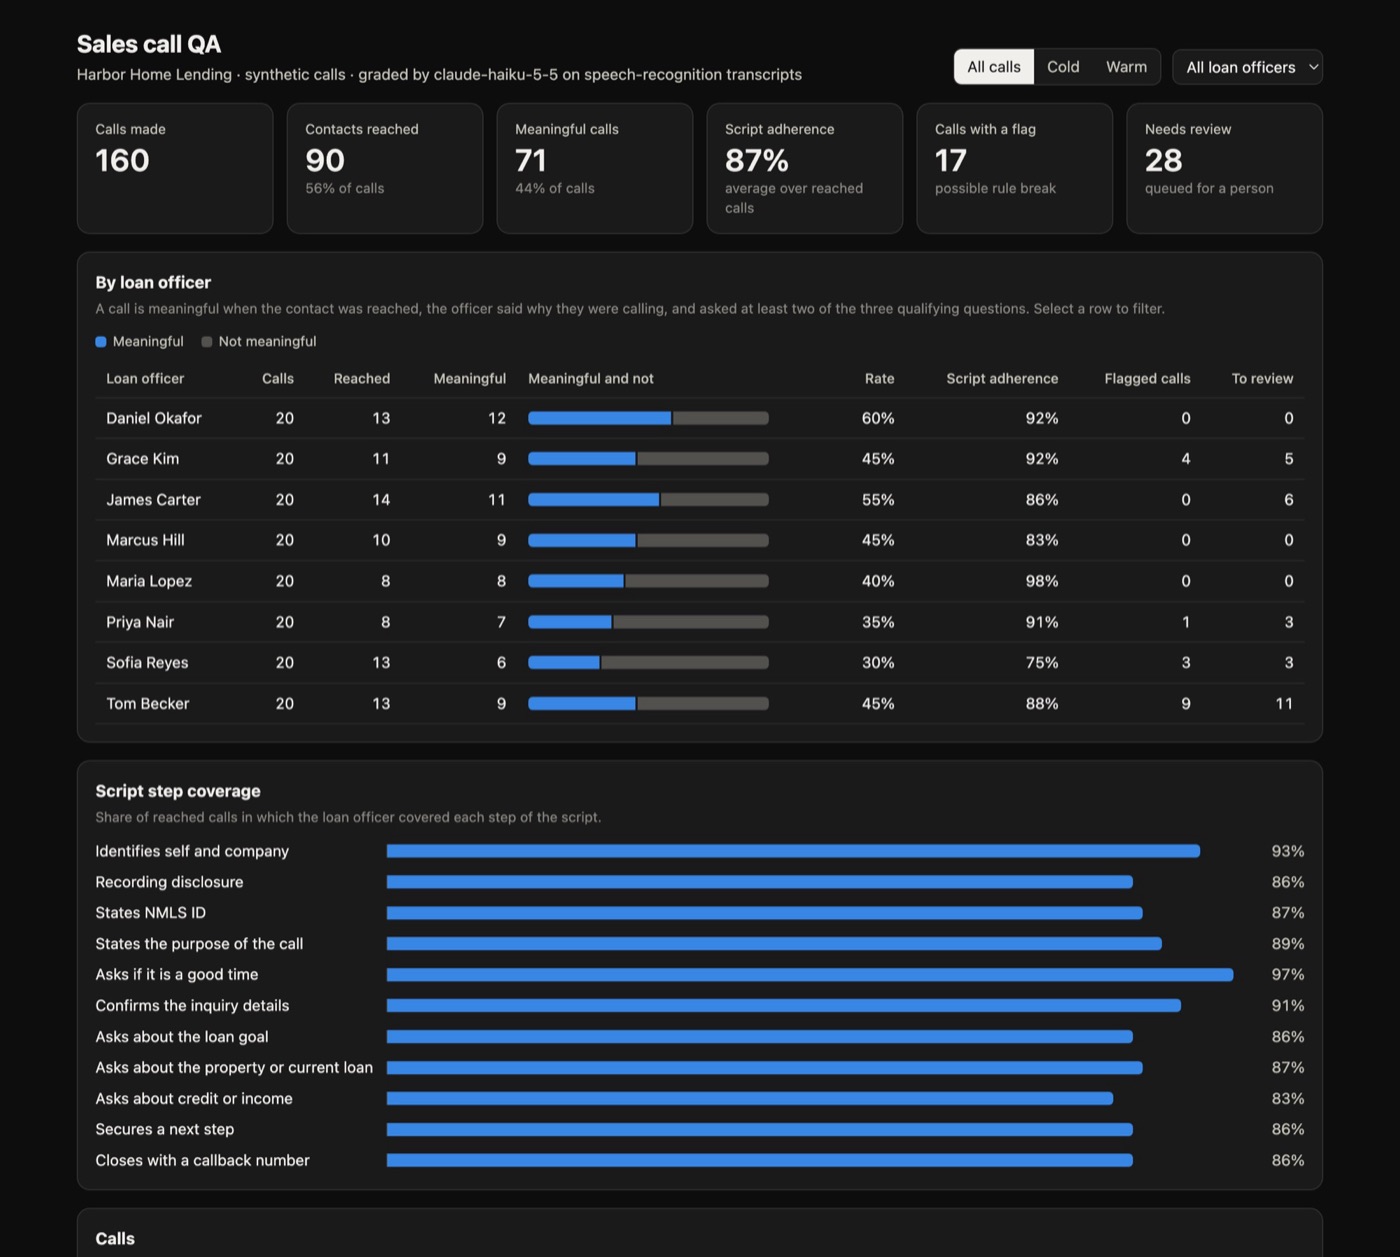 Sales call QA
Harbor Home Lending · synthetic calls · graded by claude-haiku-5-5 on speech-recognition transcripts
All calls Cold Warm All loan officers
Calls made
160
Contacts reached
90
56% of calls
Meaningful calls
71
44% of calls
Script adherence
87%
average over reached
calls
Calls with a flag
17
possible rule break
Needs review
28
queued for a person
By loan officer
A call is meaningful when the contact was reached, the officer said why they were calling, and asked at least two of the three qualifying questions. Select a row to filter.
Meaningful Not meaningful
Loan officer Calls Reached Meaningful Meaningful and not Rate Script adherence Flagged calls To review
Daniel Okafor 20 13 12 60% 92% 0 0
Grace Kim 20 11 9 45% 92% 4 5
James Carter 20 14 11 55% 86% 0 6
Marcus Hill 20 10 9 45% 83% 0 0
Maria Lopez 20 8 8 40% 98% 0 0
Priya Nair 20 8 7 35% 91% 1 3
Sofia Reyes 20 13 6 30% 75% 3 3
Tom Becker 20 13 9 45% 88% 9 11
Script step coverage
Share of reached calls in which the loan officer covered each step of the script.
Identifies self and company 93%
Recording disclosure 86%
States NMLS ID 87%
States the purpose of the call 89%
Asks if it is a good time 97%
Confirms the inquiry details 91%
Asks about the loan goal 86%
Asks about the property or current loan 87%
Asks about credit or income 83%
Secures a next step 86%
Closes with a callback number 86%
Calls